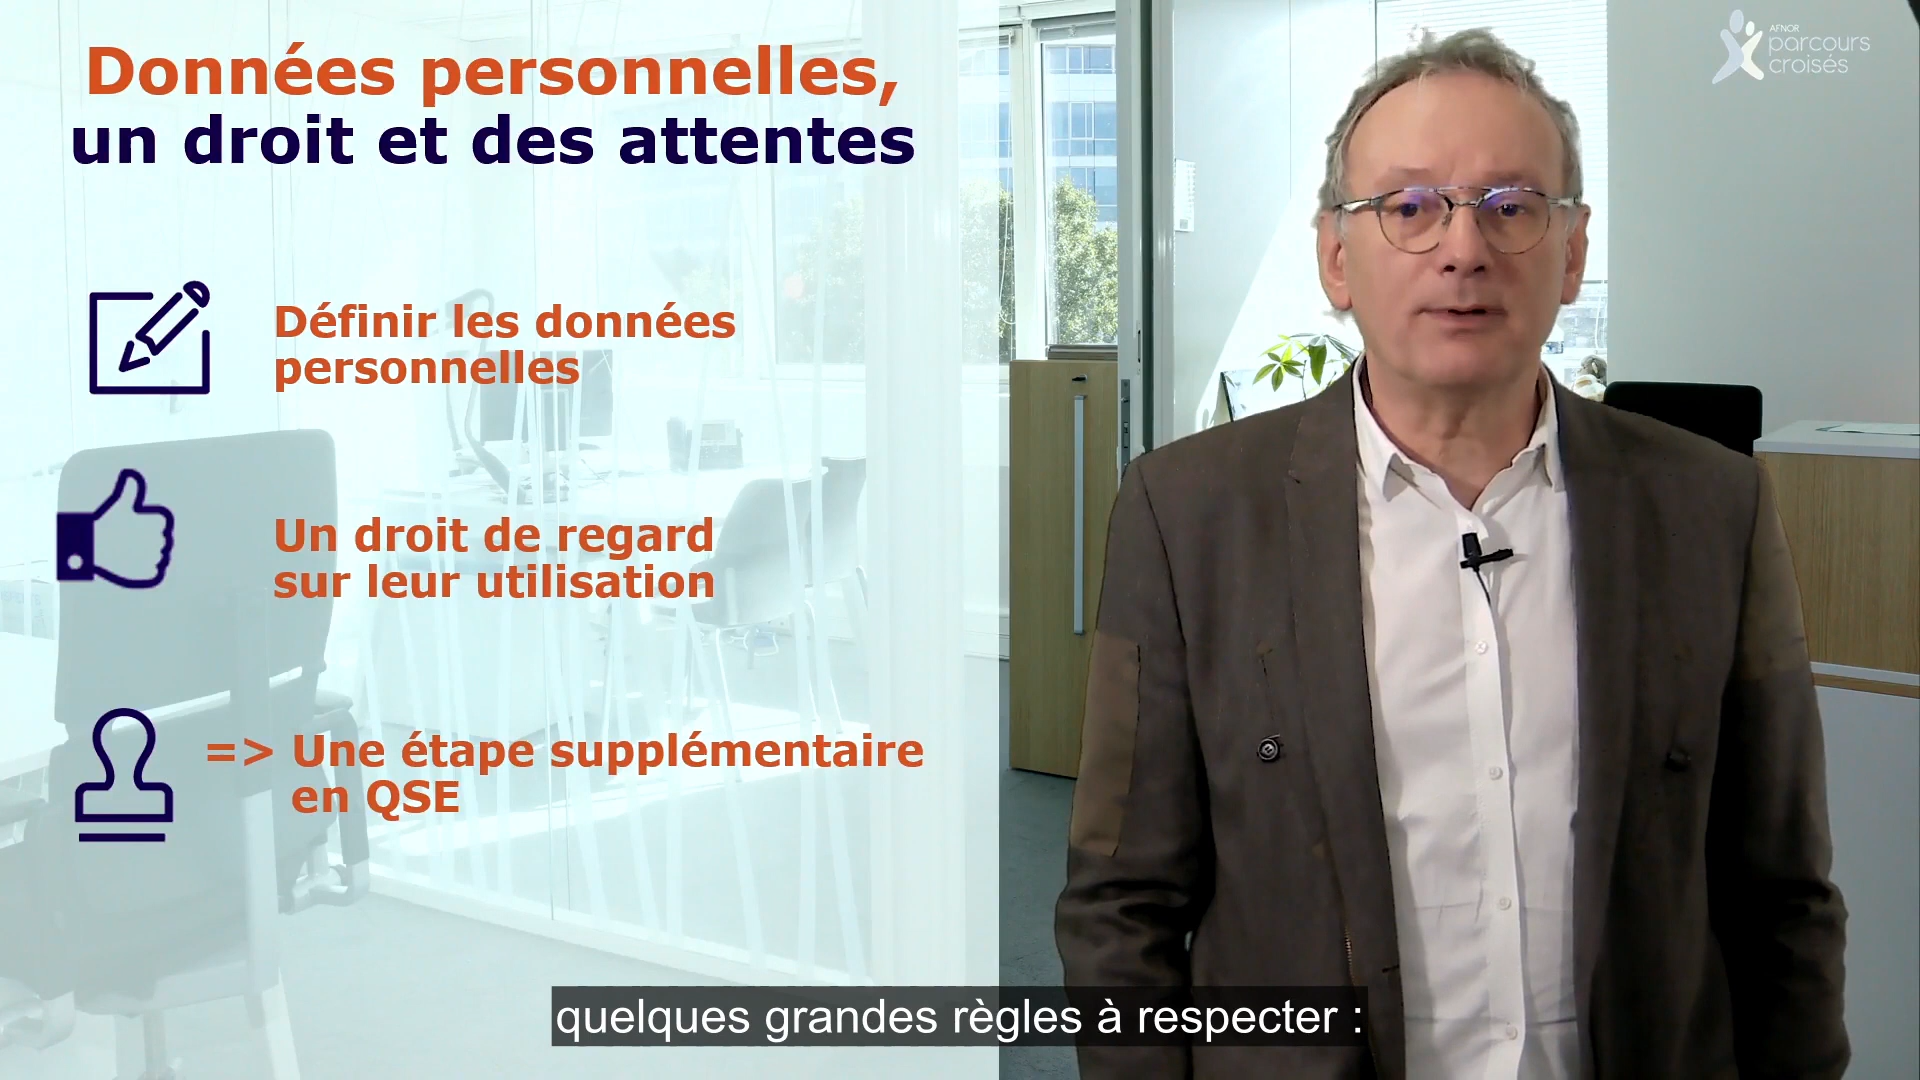 Données personnelles,
un droit et des attentes
AFNOR
parcours
croisés
Définir les données
personnelles
Un droit de regard
sur leur utilisation
=> Une étape supplémentaire
en QSE
quelques grandes règles à respecter :